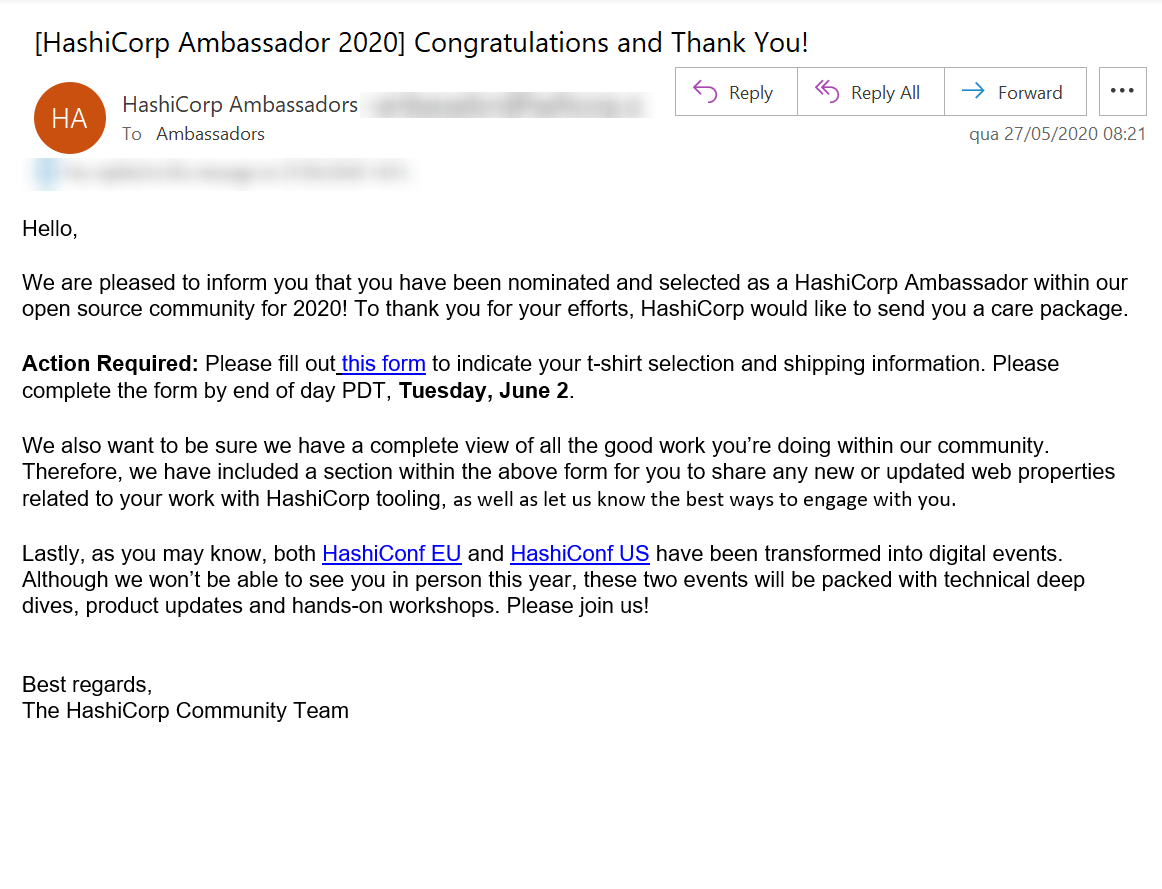 [HashiCorp Ambassador 2020] Congratulations and Thank You!
HA
HashiCorp Ambassadors
To Ambassadors
Reply
Reply All
Forward
qua 27/05/2020 08:21
Hello,
We are pleased to inform you that you have been nominated and selected as a HashiCorp Ambassador within our
open source community for 2020! To thank you for your efforts, HashiCorp would like to send you a care package.
Action Required: Please fill out this form to indicate your t-shirt selection and shipping information. Please
complete the form by end of day PDT, Tuesday, June 2.
We also want to be sure we have a complete view of all the good work you’re doing within our community.
Therefore, we have included a section within the above form for you to share any new or updated web properties
related to your work with HashiCorp tooling, as well as let us know the best ways to engage with you.
Lastly, as you may know, both HashiConf EU and HashiConf US have been transformed into digital events.
Although we won’t be able to see you in person this year, these two events will be packed with technical deep
dives, product updates and hands-on workshops. Please join us!
Best regards,
The HashiCorp Community Team